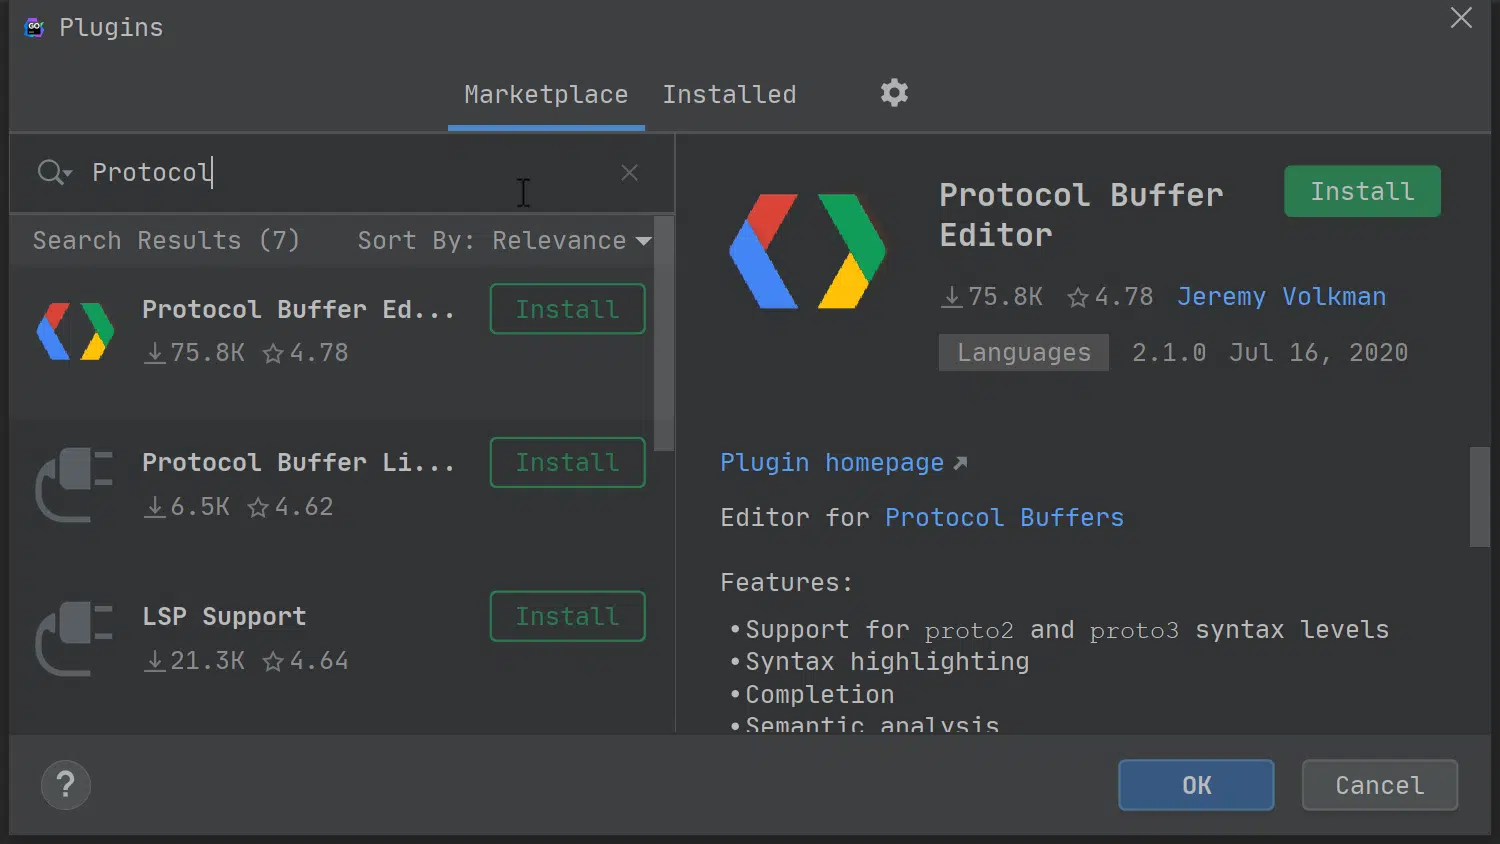 Plugins
Marketplace Installed
Protocol
Search Results (7) Sort By: Relevance
Protocol Buffer Ed... Install
75.8K 4.78
Protocol Buffer Li... Install
6.5K 4.62
LSP Support Install
21.3K 4.64
Protocol Buffer
Editor
Install
75.8K 4.78 Jeremy Volkman
Languages 2.1.0 Jul 16, 2020
Plugin homepage
Editor for Protocol Buffers
Features:
•Support for proto2 and proto3 syntax levels
•Syntax highlighting
•Completion
•Semantic analysis
? OK Cancel